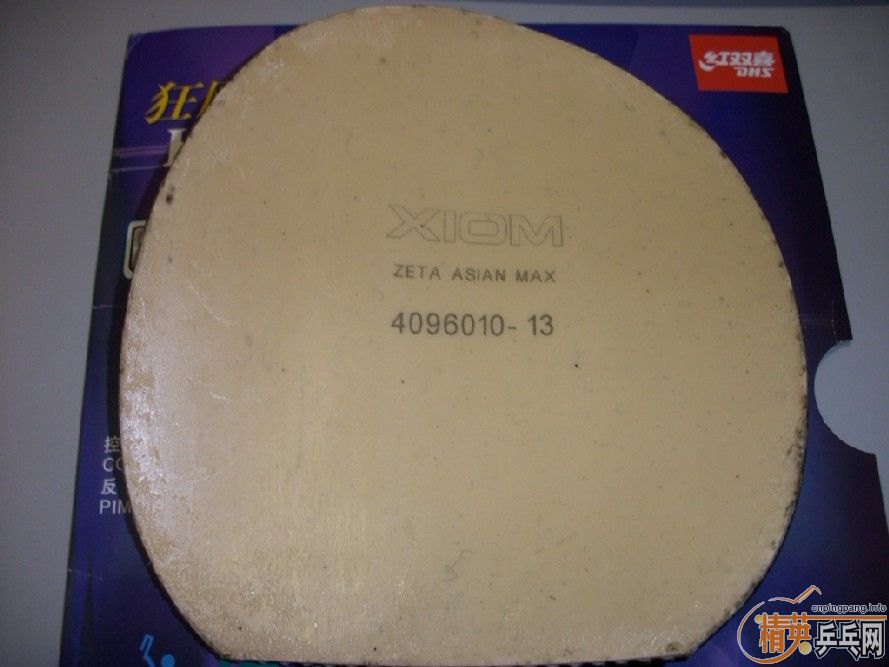 红双喜
DHS
狂
XIOM
ZETA ASIAN MAX
4096010-13
控
反
PIM
cnpingpang.info
精英乒乓网